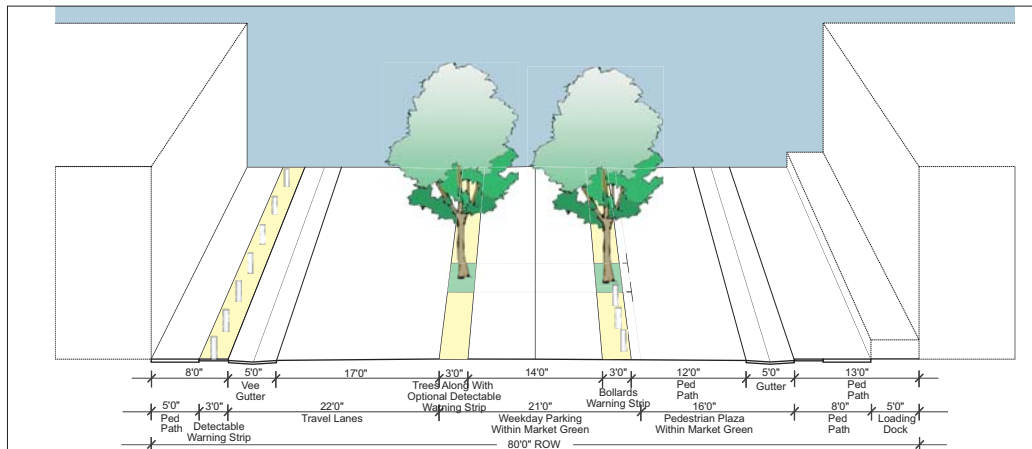 8'0" 5'0" 17'0" 3'0" 14'0" 3'0" 12'0" 5'0" 13'0"
Vee
Gutter
Trees Along With
Optional Detectable
Warning Strip
Bollards
Warning Strip
Ped
Path
Gutter
Ped
Path
5'0" 3'0" 22'0" 21'0" 16'0" 8'0" 5'0"
Ped
Path
Detectable
Warning Strip
Travel Lanes
Weekday Parking
Within Market Green
Pedestrian Plaza
Within Market Green
Ped
Path
Loading
Dock
80'0" ROW